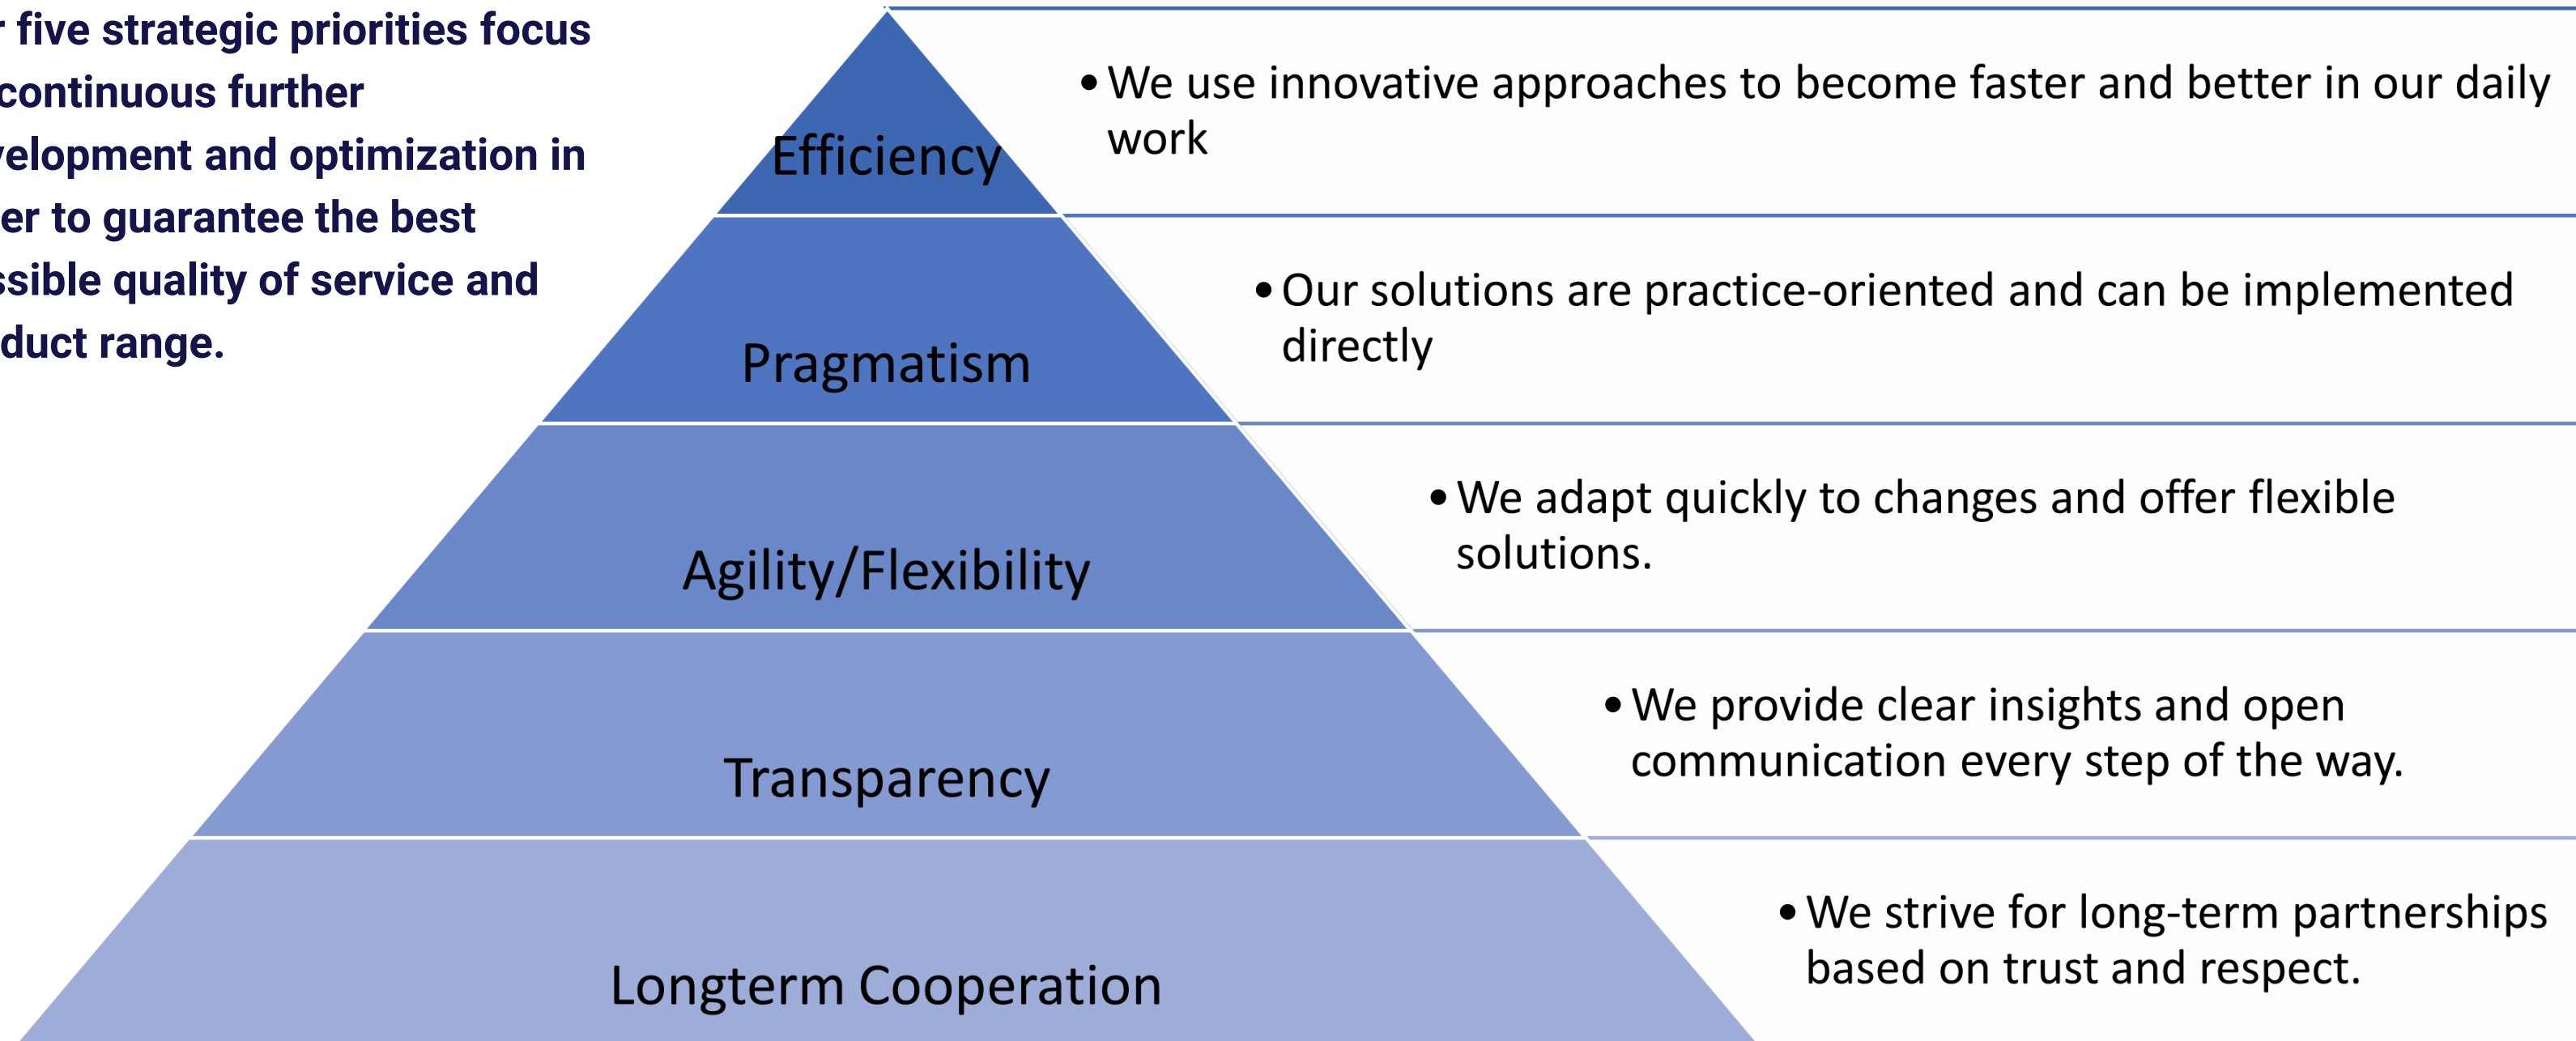 five strategic priorities focus
continuous further
and optimization in
to guarantee the best
quality of service and
range.
• We use innovative approaches to become faster and better in our daily
work
Efficiency
• Our solutions are practice-oriented and can be implemented
directly
Pragmatism
• We adapt quickly to changes and offer flexible
solutions.
Agility/Flexibility
• We provide clear insights and open
communication every step of the way.
Transparency
• We strive for long-term partnerships
based on trust and respect.
Longterm Cooperation